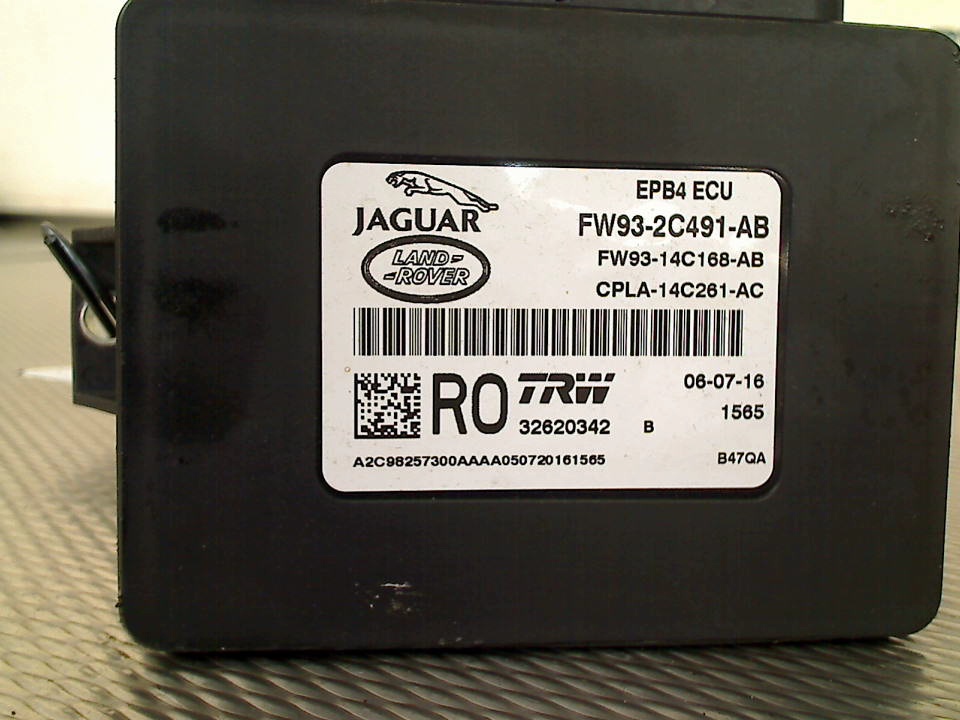 JAGUAR
LAND-
-ROVER
EPB4 ECU
FW93-2C491-AB
FW93-14C168-AB
CPLA-14C261-AC
RO
TRW
32620342 B
06-07-16
1565
A2C98257300AAAA050720161565
B47QA